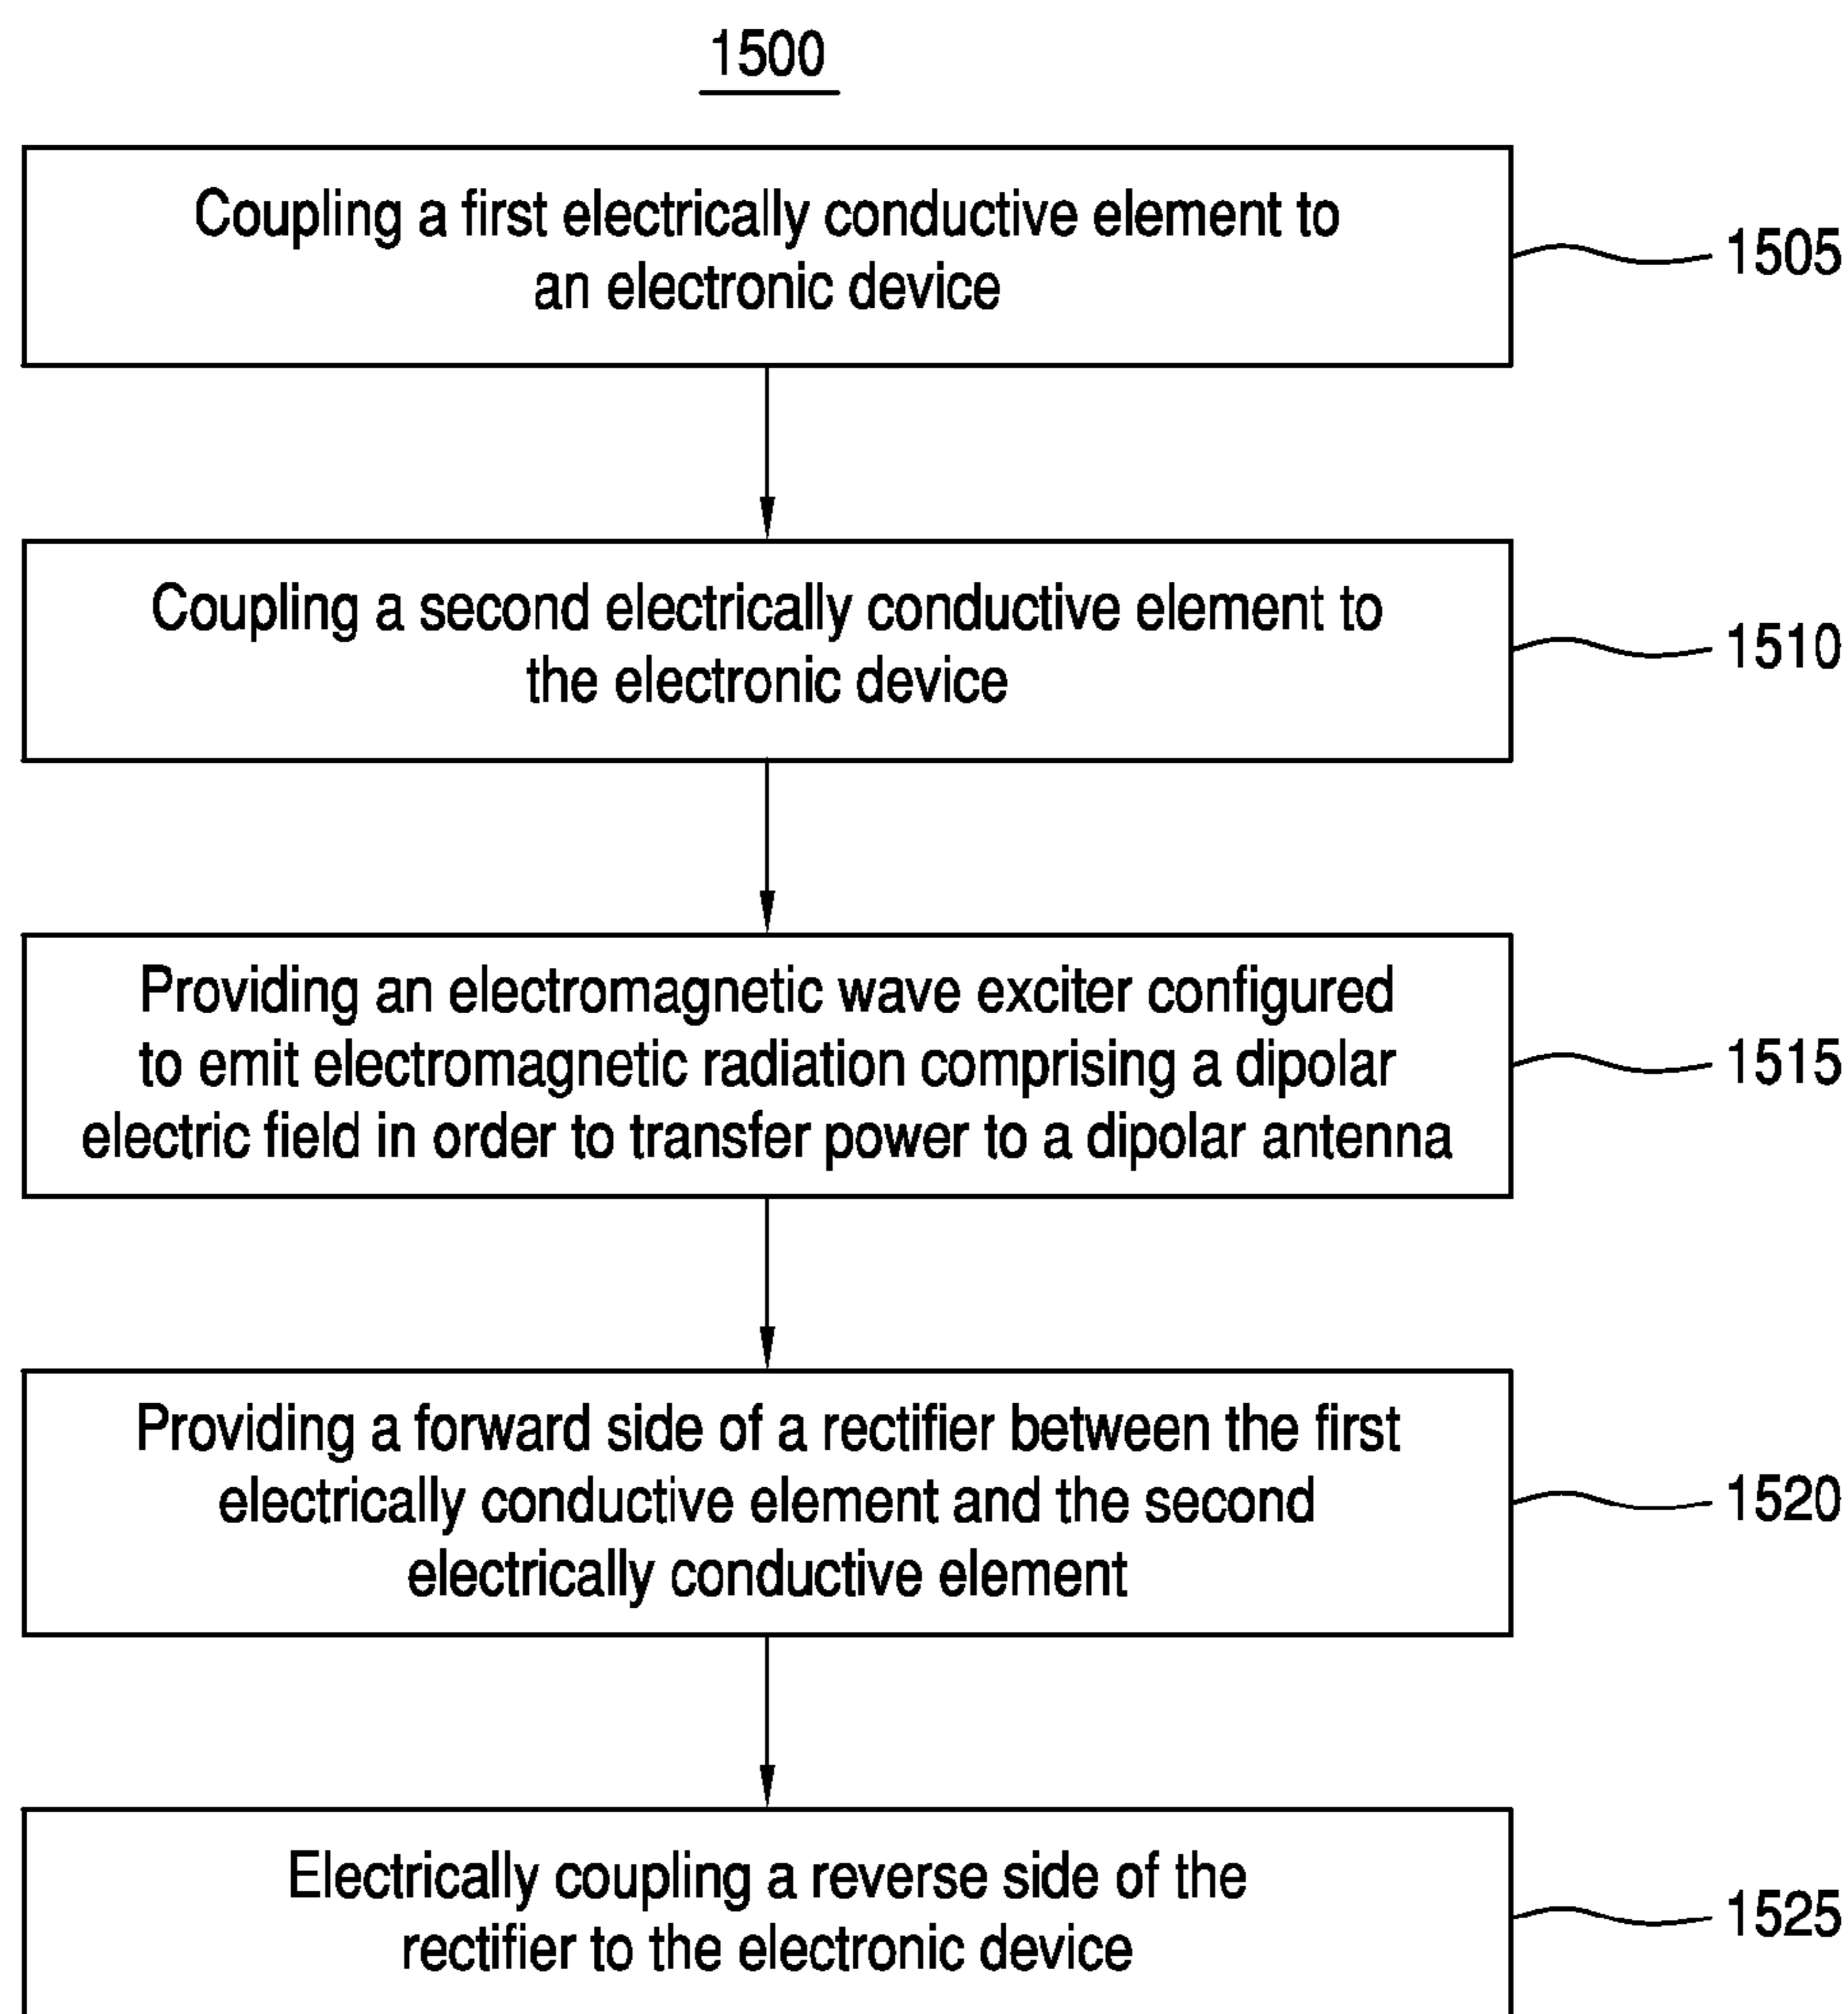 1500
Coupling a first electrically conductive element to
an electronic device
1505
Coupling a second electrically conductive element to
the electronic device
1510
Providing an electromagnetic wave exciter configured
to emit electromagnetic radiation comprising a dipolar
electric field in order to transfer power to a dipolar antenna
1515
Providing a forward side of a rectifier between the first
electrically conductive element and the second
electrically conductive element
1520
Electrically coupling a reverse side of the
rectifier to the electronic device
1525